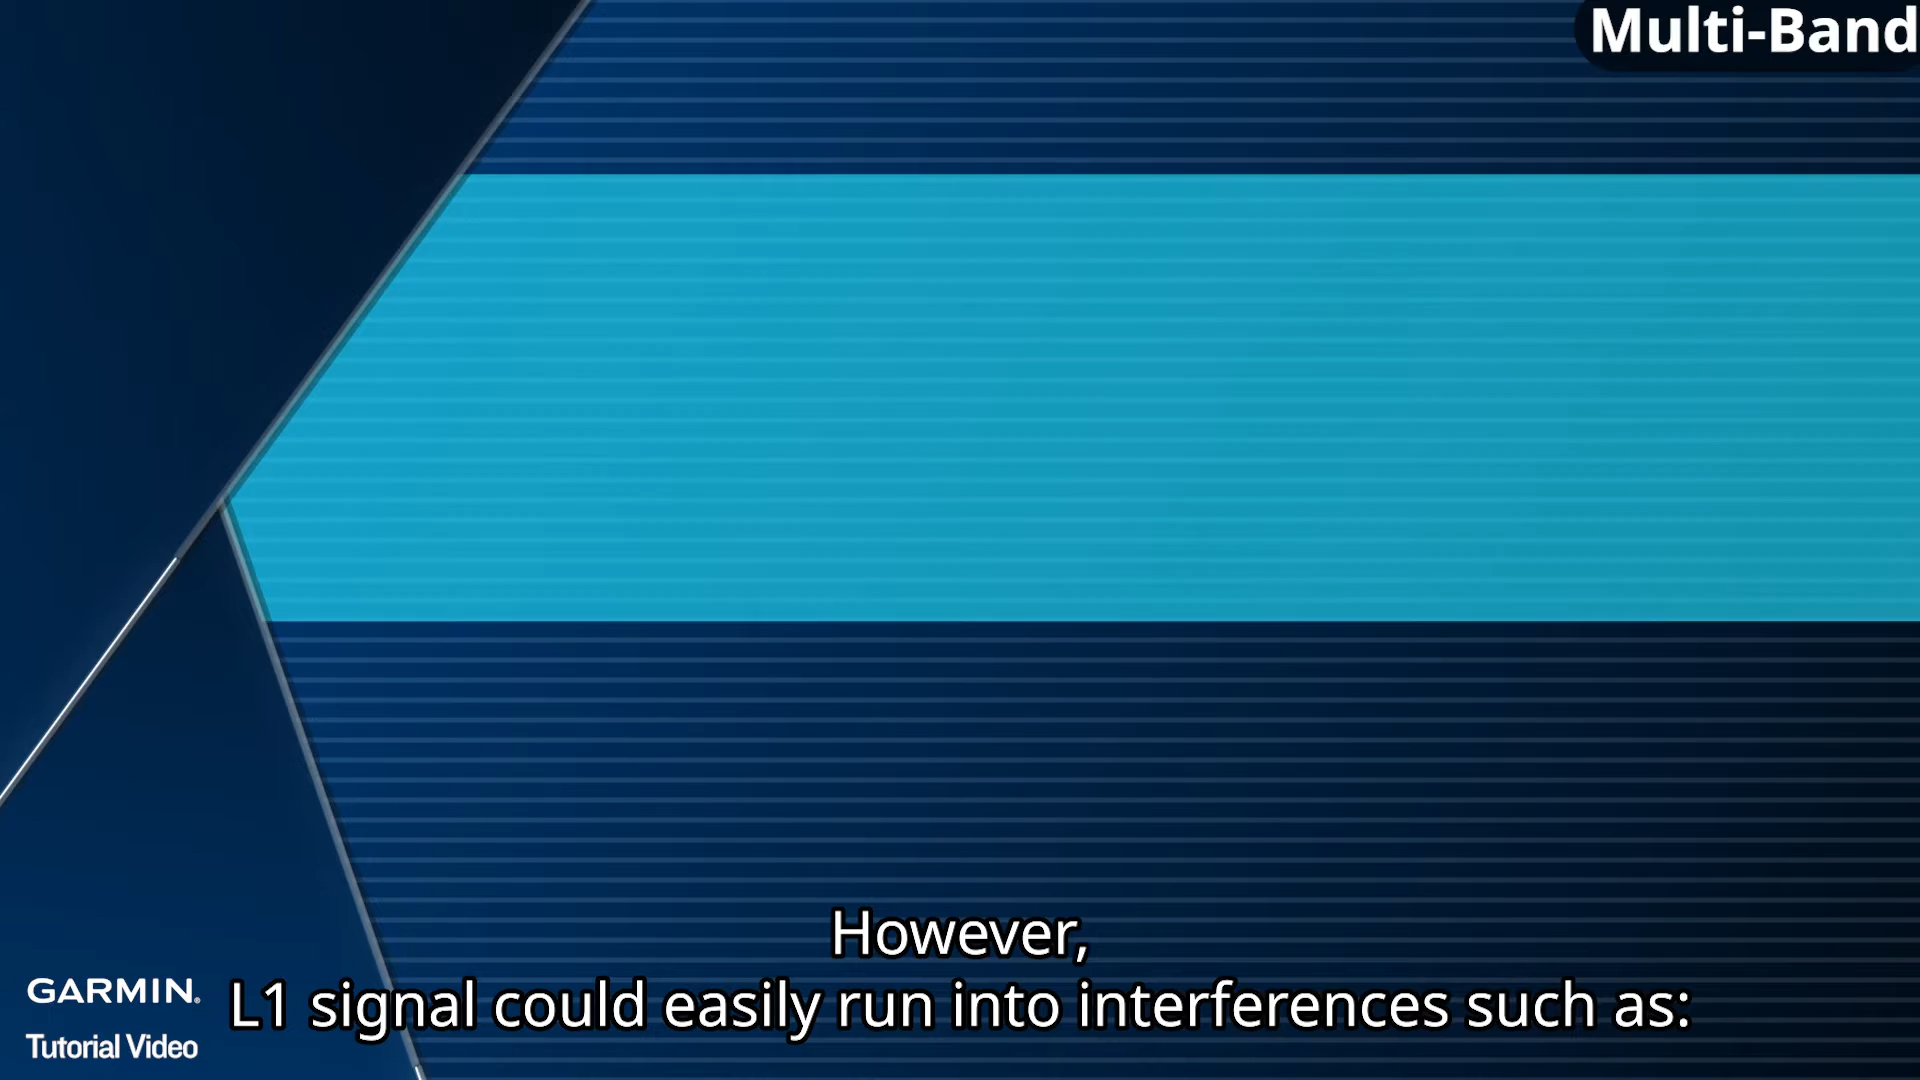 Multi-Band
However,
L1 signal could easily run into interferences such as:
GARMIN.
Tutorial Video